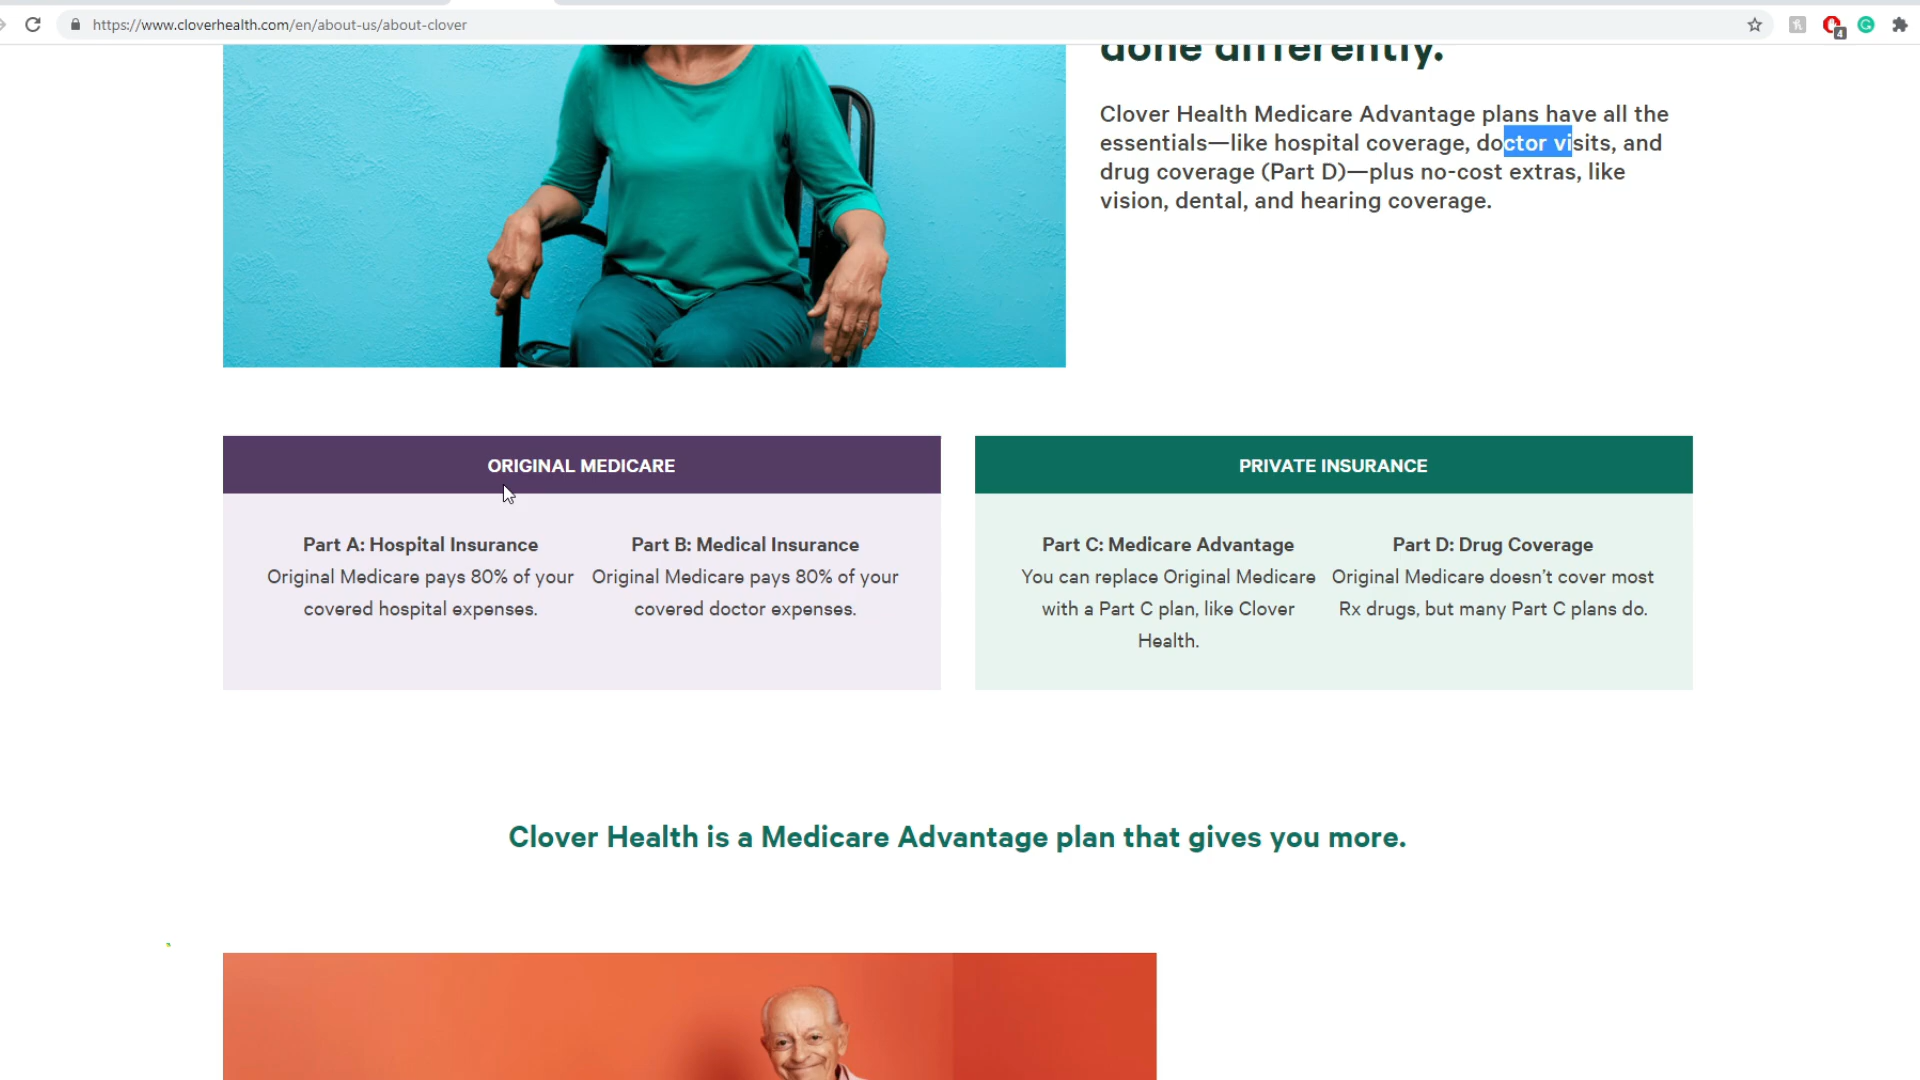 https://www.cloverhealth.com/en/about-us/about-clover
4
done differently.
Clover Health Medicare Advantage plans have all the
essentials—like hospital coverage, doctor visits, and
drug coverage (Part D)—plus no-cost extras, like
vision, dental, and hearing coverage.
ORIGINAL MEDICARE
Part A: Hospital Insurance
Original Medicare pays 80% of your
covered hospital expenses.
Part B: Medical Insurance
Original Medicare pays 80% of your
covered doctor expenses.
PRIVATE INSURANCE
Part C: Medicare Advantage
You can replace Original Medicare
with a Part C plan, like Clover
Health.
Part D: Drug Coverage
Original Medicare doesn’t cover most
Rx drugs, but many Part C plans do.
Clover Health is a Medicare Advantage plan that gives you more.